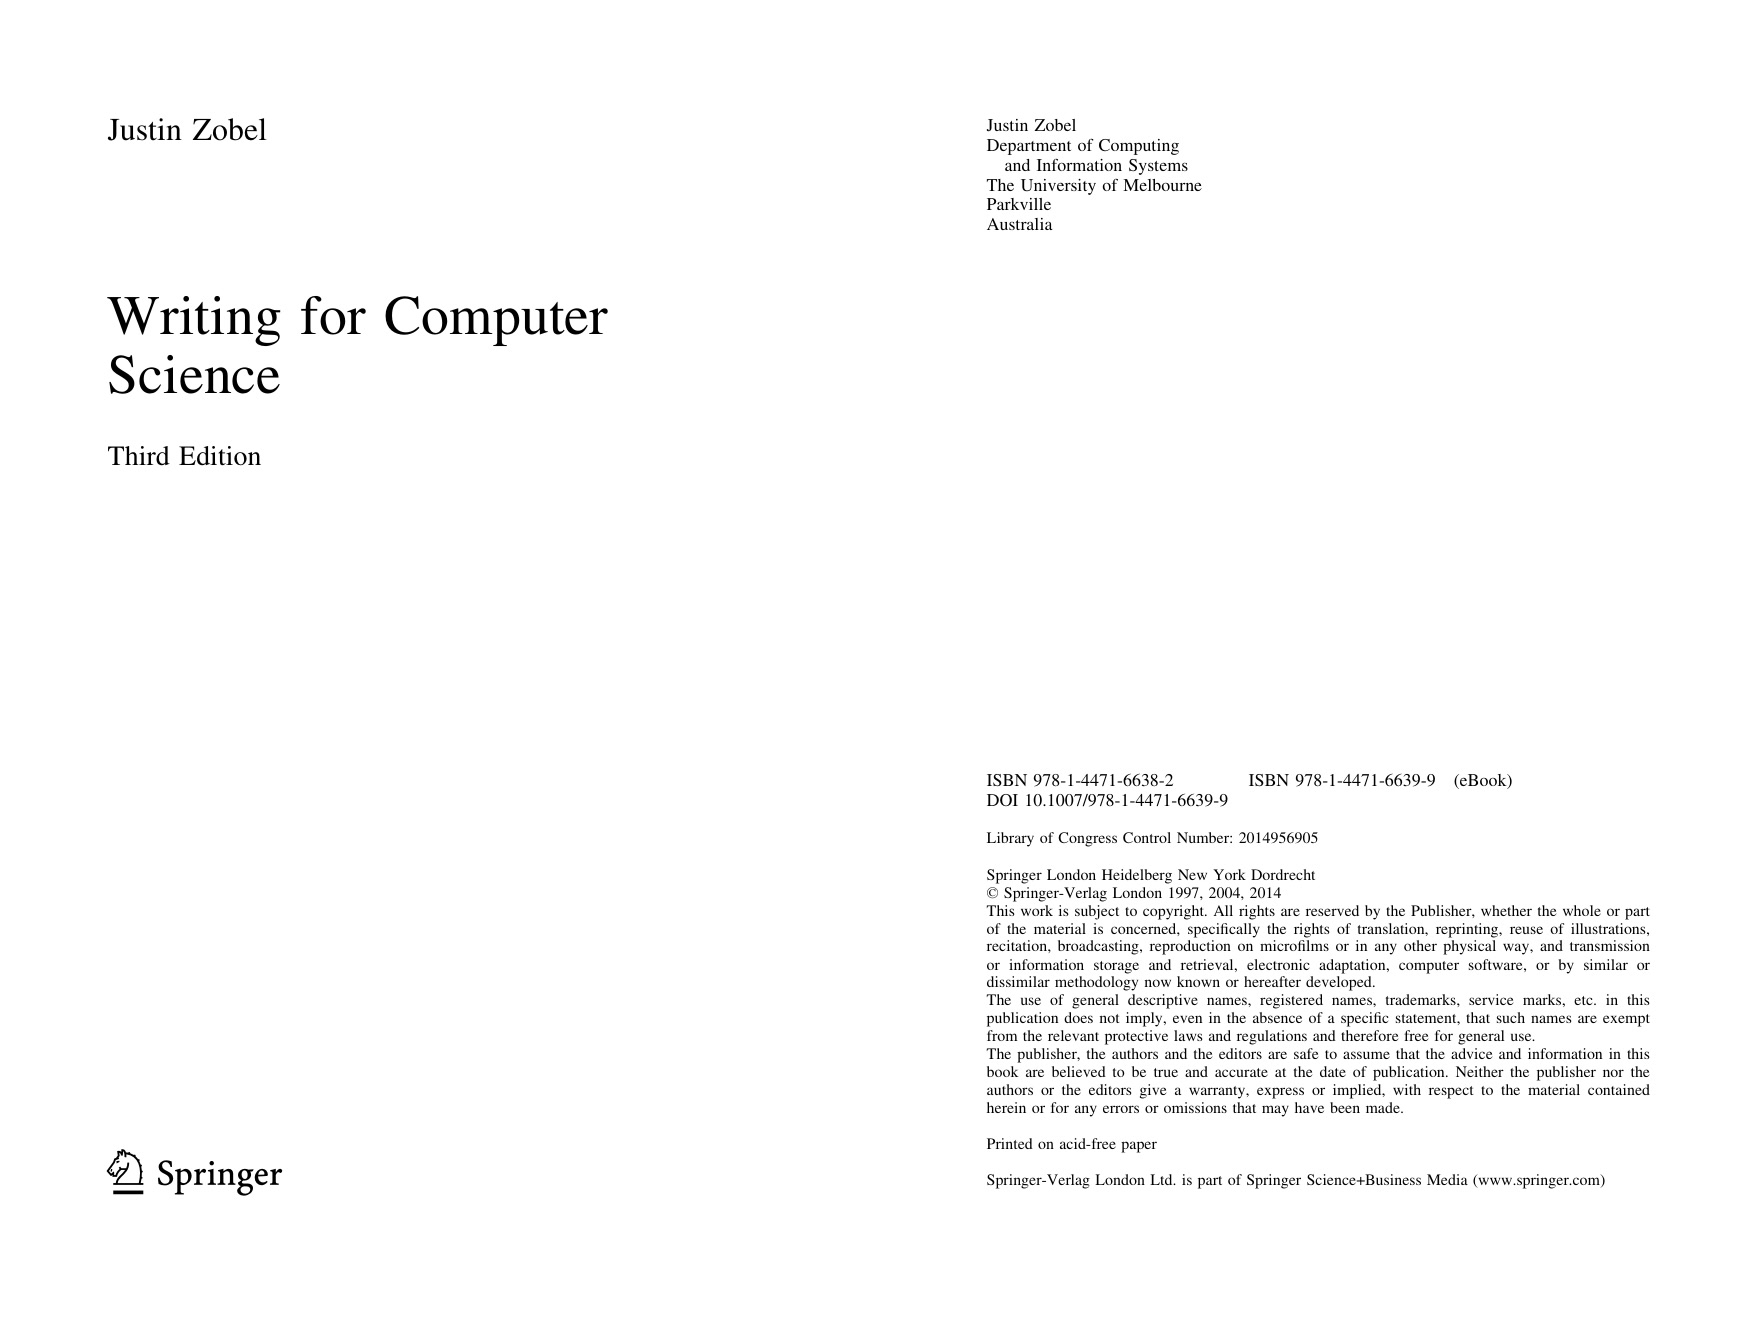 Justin Zobel
Writing for Computer
Science
Third Edition
Springer
Justin Zobel
Department of Computing
and Information Systems
The University of Melbourne
Parkville
Australia
ISBN 978-1-4471-6638-2 ISBN 978-1-4471-6639-9 (eBook)
DOI 10.1007/978-1-4471-6639-9
Library of Congress Control Number: 2014956905
Springer London Heidelberg New York Dordrecht
© Springer-Verlag London 1997, 2004, 2014
This work is subject to copyright. All rights are reserved by the Publisher, whether the whole or part
of the material is concerned, specifically the rights of translation, reprinting, reuse of illustrations,
recitation, broadcasting, reproduction on microfilms or in any other physical way, and transmission
or information storage and retrieval, electronic adaptation, computer software, or by similar or
dissimilar methodology now known or hereafter developed.
The use of general descriptive names, registered names, trademarks, service marks, etc. in this
publication does not imply, even in the absence of a specific statement, that such names are exempt
from the relevant protective laws and regulations and therefore free for general use.
The publisher, the authors and the editors are safe to assume that the advice and information in this
book are believed to be true and accurate at the date of publication. Neither the publisher nor the
authors or the editors give a warranty, express or implied, with respect to the material contained
herein or for any errors or omissions that may have been made.
Printed on acid-free paper
Springer-Verlag London Ltd. is part of Springer Science+Business Media (www.springer.com)